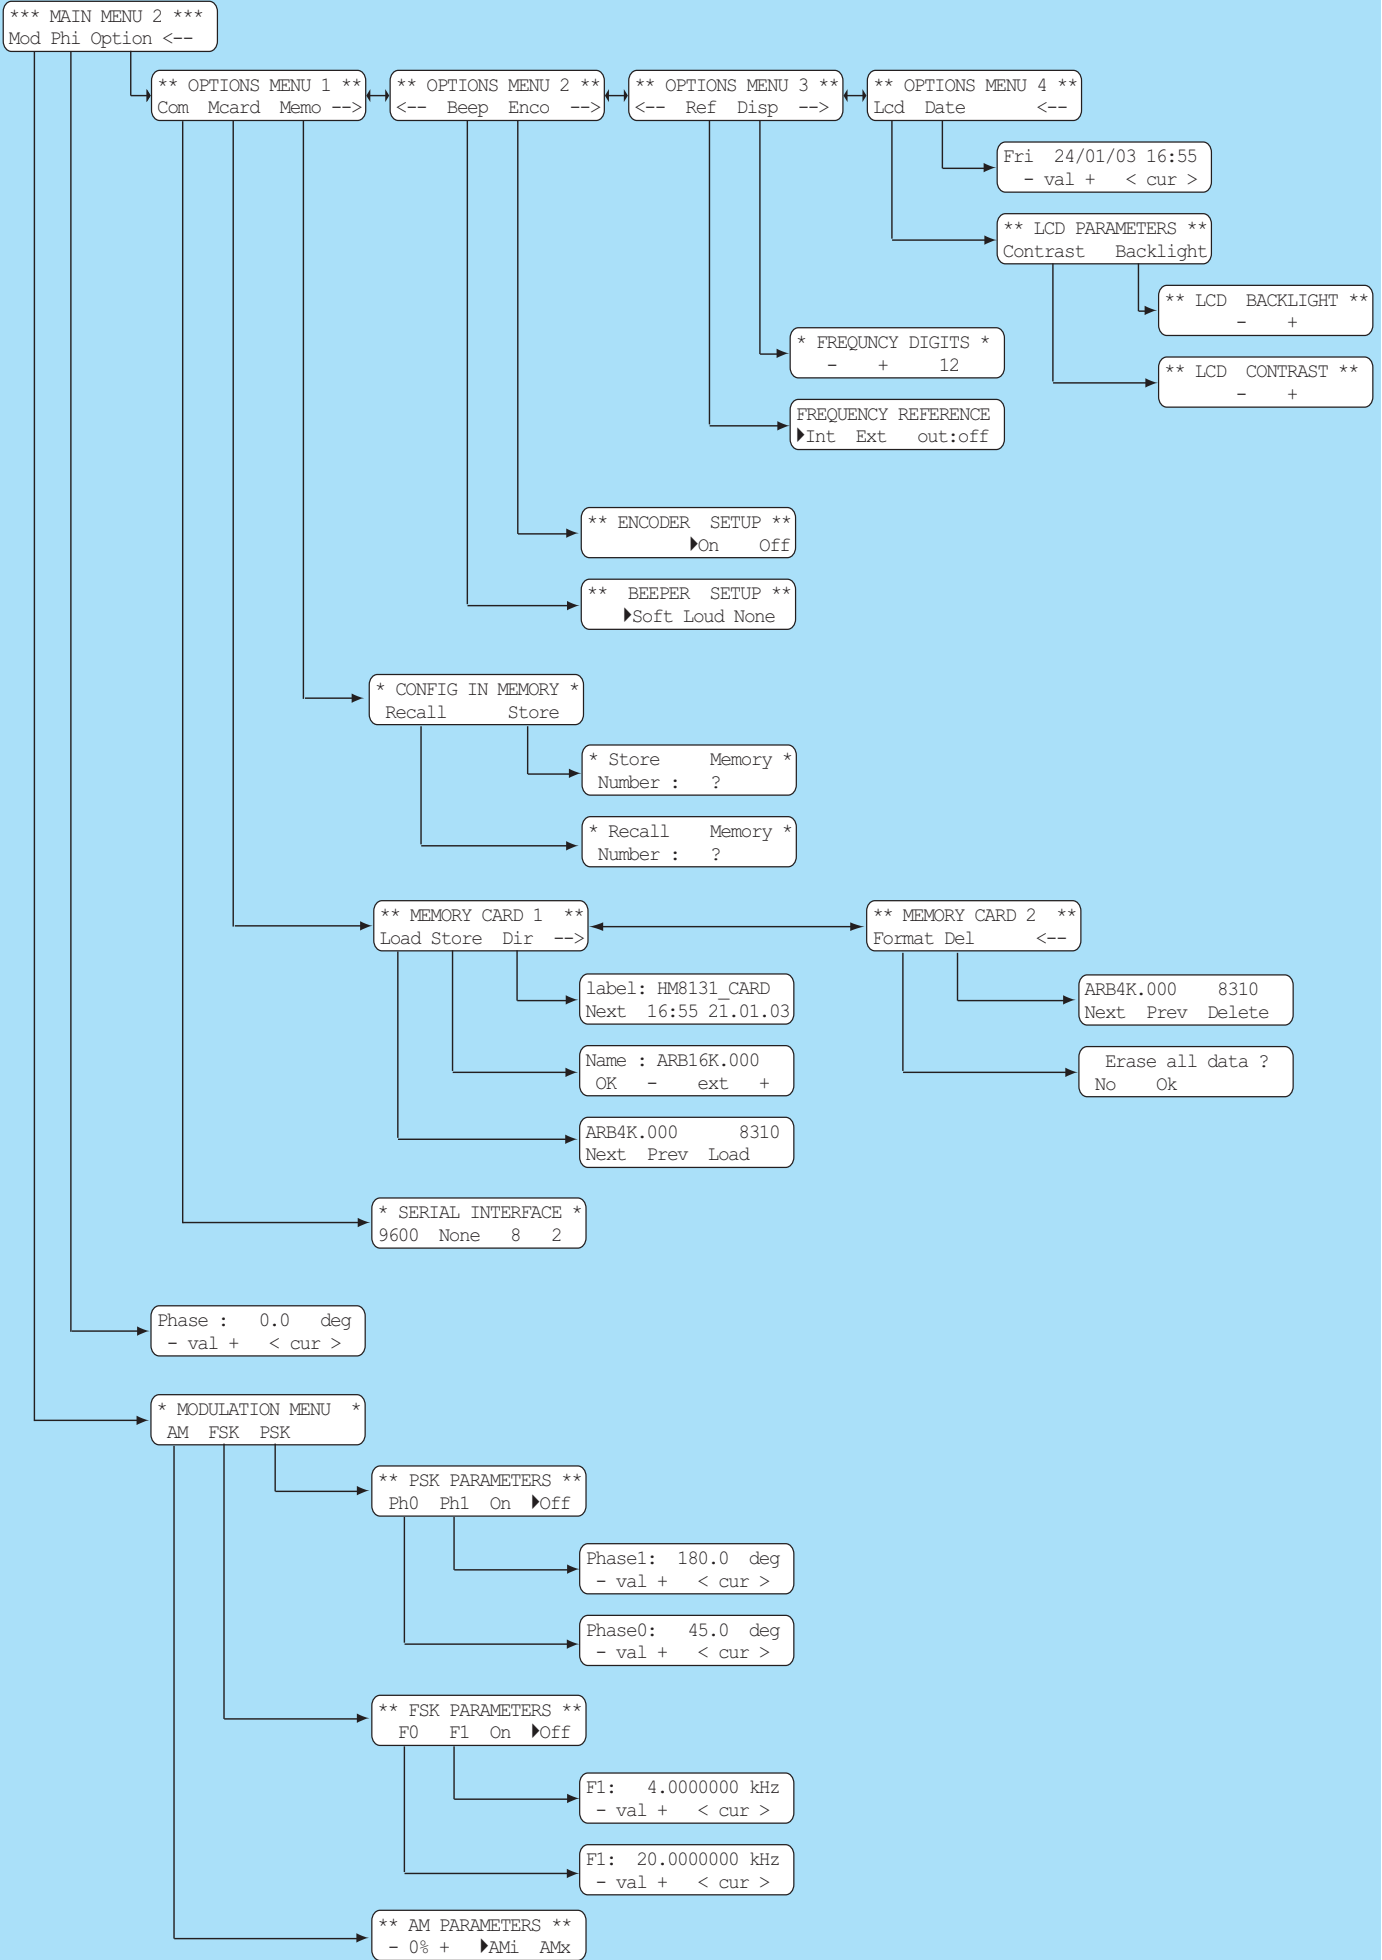 *** MAIN MENU 2 ***
Mod Phi Option <--
** OPTIONS MENU 1 **
Com Mcard Memo -->
** OPTIONS MENU 2 **
<-- Beep Enco -->
** OPTIONS MENU 3 **
<-- Ref Disp -->
** OPTIONS MENU 4 **
Lcd Date <--
Fri 24/01/03 16:55
- val + < cur >
** LCD PARAMETERS **
Contrast Backlight
** LCD BACKLIGHT **
- +
* FREQUNCY DIGITS *
- + 12
** LCD CONTRAST **
- +
FREQUENCY REFERENCE
Int Ext out:off
** ENCODER SETUP **
On Off
** BEEPER SETUP **
Soft Loud None
* CONFIG IN MEMORY *
Recall Store
* Store Memory *
Number : ?
* Recall Memory *
Number : ?
** MEMORY CARD 1 **
Load Store Dir -->
** MEMORY CARD 2 **
Format Del <--
label: HM8131_CARD
Next 16:55 21.01.03
ARB4K.000 8310
Next Prev Delete
Name : ARB16K.000
OK - ext +
Erase all data ?
No Ok
ARB4K.000 8310
Next Prev Load
* SERIAL INTERFACE *
9600 None 8 2
Phase : 0.0 deg
- val + < cur >
* MODULATION MENU *
AM FSK PSK
** PSK PARAMETERS **
Ph0 Ph1 On Off
Phase1: 180.0 deg
- val + < cur >
Phase0: 45.0 deg
- val + < cur >
** FSK PARAMETERS **
F0 F1 On Off
F1: 4.0000000 kHz
- val + < cur >
F1: 20.0000000 kHz
- val + < cur >
** AM PARAMETERS **
- 0% + AMi AMx